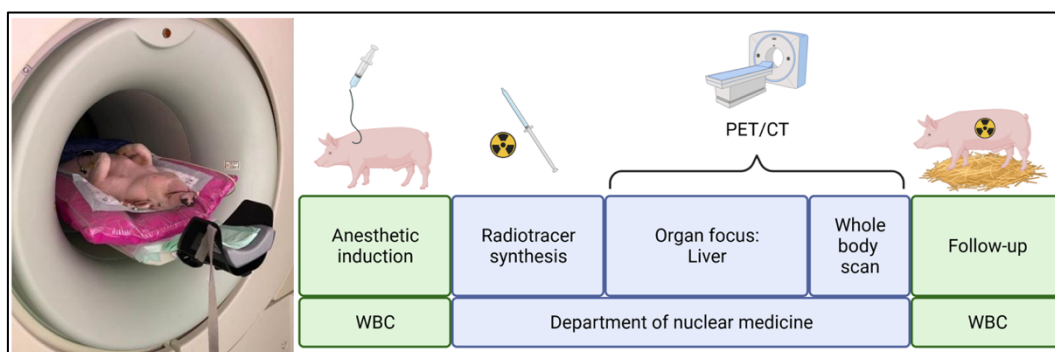 PET/CT
Anesthetic
induction
Radiotracer
synthesis
Organ focus:
Liver
Whole
body
scan
Follow-up
WBC
Department of nuclear medicine
WBC